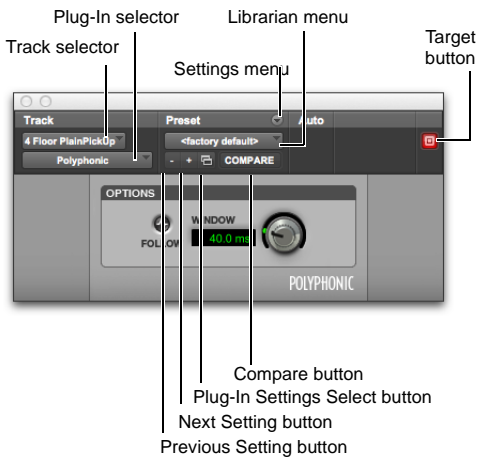 Plug-In selector
Librarian menu
Track selector
Target
button
Settings menu
Track
Preset
Auto
4 Floor PlainPickUp
<factory default>
Polyphonic
- + COMPARE
OPTIONS
WINDOW
FOLLOW
40.0 ms
POLYPHONIC
Compare button
Plug-In Settings Select button
Next Setting button
Previous Setting button